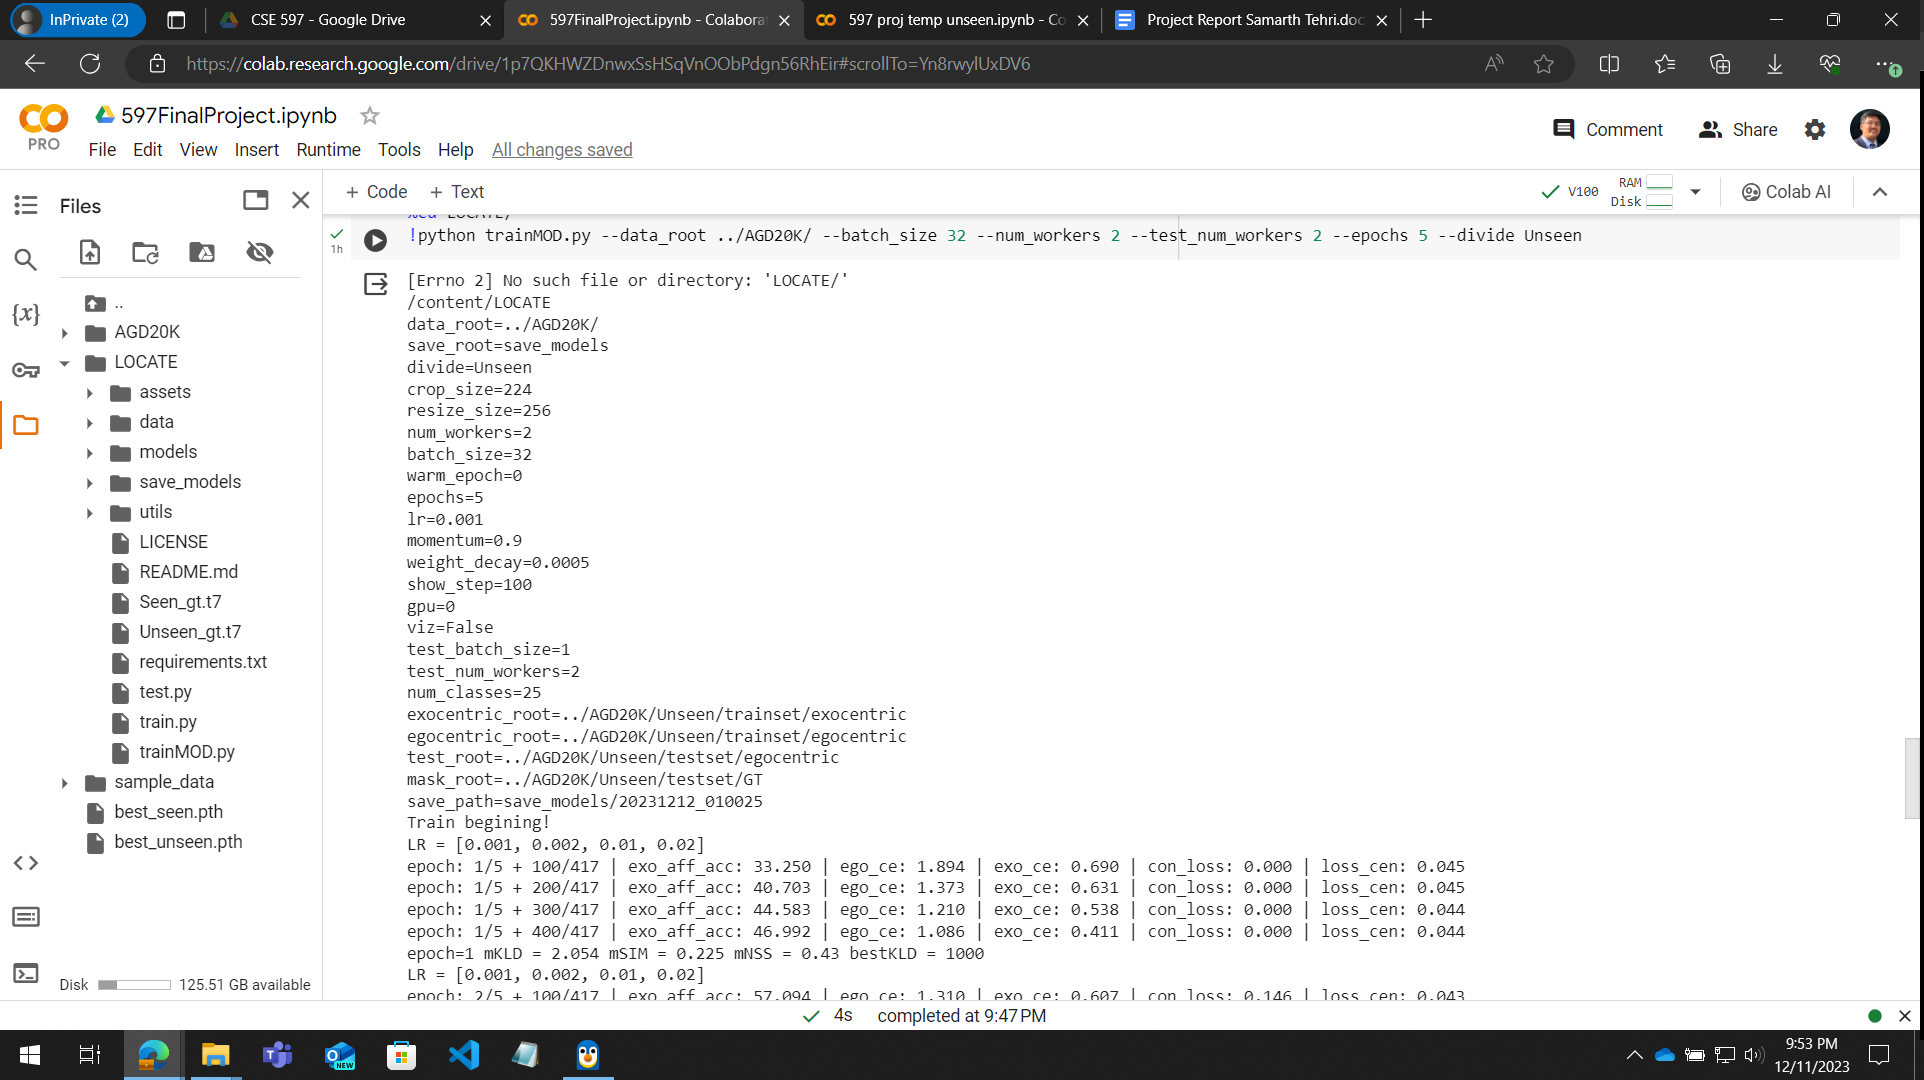 InPrivate (2)
CSE 597 - Google Drive
597FinalProject.ipynb - Colabora
597 proj temp unseen.ipynb - Co
Project Report Samarth Tehri.doc
https://colab.research.google.com/drive/1p7QKHWZDnwxSsHSqVnOObPdgn56RhEir#scrollTo=Yn8rwylUxDV6
PRO
597FinalProject.ipynb
File Edit View Insert Runtime Tools Help All changes saved
Comment
Share
Files
+ Code + Text
V100
RAM
Disk
Colab AI
..
AGD20K
LOCATE
assets
data
models
save_models
utils
LICENSE
README.md
Seen_gt.t7
Unseen_gt.t7
requirements.txt
test.py
train.py
trainMOD.py
sample_data
best_seen.pth
best_unseen.pth
Disk 125.51 GB available
%cd LOCATE/
1h
!python trainMOD.py --data_root ../AGD20K/ --batch_size 32 --num_workers 2 --test_num_workers 2 --epochs 5 --divide Unseen
[Errno 2] No such file or directory: 'LOCATE/'
/content/LOCATE
data_root=../AGD20K/
save_root=save_models
divide=Unseen
crop_size=224
resize_size=256
num_workers=2
batch_size=32
warm_epoch=0
epochs=5
lr=0.001
momentum=0.9
weight_decay=0.0005
show_step=100
gpu=0
viz=False
test_batch_size=1
test_num_workers=2
num_classes=25
exocentric_root=../AGD20K/Unseen/trainset/exocentric
egocentric_root=../AGD20K/Unseen/trainset/egocentric
test_root=../AGD20K/Unseen/testset/egocentric
mask_root=../AGD20K/Unseen/testset/GT
save_path=save_models/20231212_010025
Train begining!
LR = [0.001, 0.002, 0.01, 0.02]
epoch: 1/5 + 100/417 | exo_aff_acc: 33.250 | ego_ce: 1.894 | exo_ce: 0.690 | con_loss: 0.000 | loss_cen: 0.045
epoch: 1/5 + 200/417 | exo_aff_acc: 40.703 | ego_ce: 1.373 | exo_ce: 0.631 | con_loss: 0.000 | loss_cen: 0.045
epoch: 1/5 + 300/417 | exo_aff_acc: 44.583 | ego_ce: 1.210 | exo_ce: 0.538 | con_loss: 0.000 | loss_cen: 0.044
epoch: 1/5 + 400/417 | exo_aff_acc: 46.992 | ego_ce: 1.086 | exo_ce: 0.411 | con_loss: 0.000 | loss_cen: 0.044
epoch=1 mKLD = 2.054 mSIM = 0.225 mNSS = 0.43 bestKLD = 1000
LR = [0.001, 0.002, 0.01, 0.02]
epoch: 2/5 + 100/417 | exo_aff_acc: 57.094 | ego_ce: 1.310 | exo_ce: 0.607 | con_loss: 0.146 | loss_cen: 0.043
4s completed at 9:47 PM
9:53 PM
12/11/2023